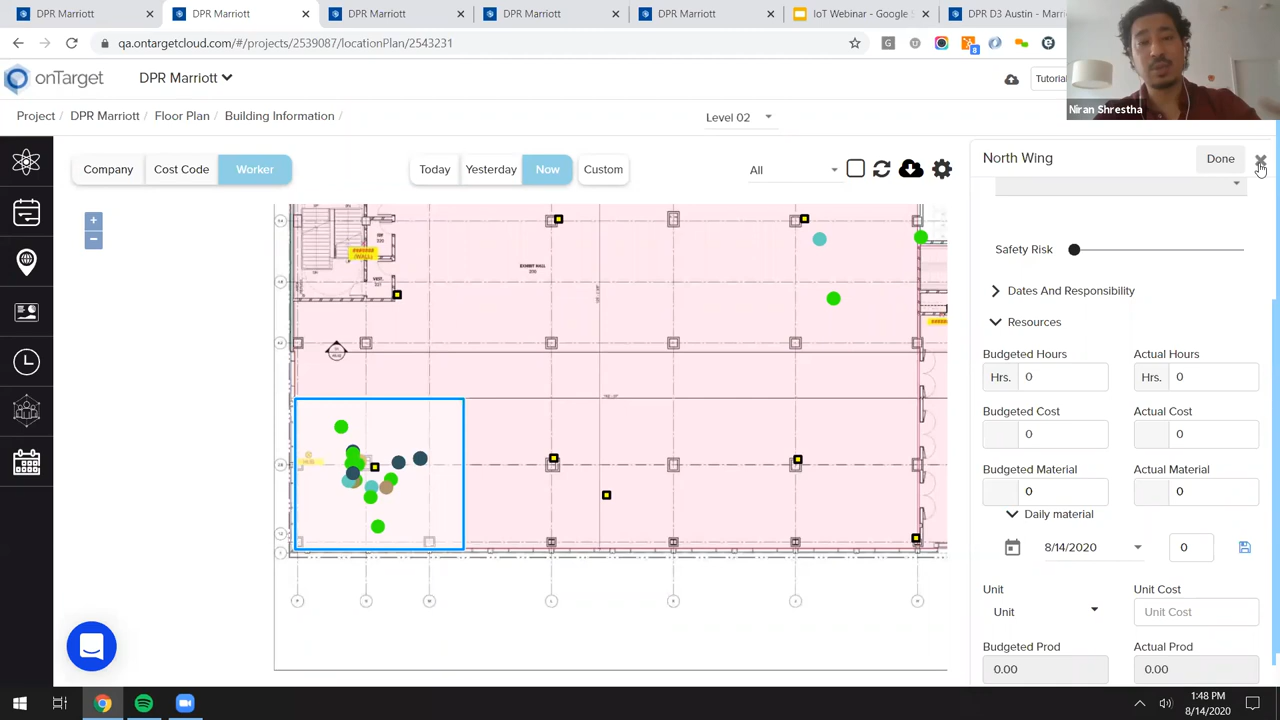 DPR Marriott
DPR Marriott
DPR Marriott
DPR Marriott
DPR Marriott
IoT Webinar - Google S
DPR D3 Austin - Marri
qa.ontargetcloud.com/#/projects/2539087/locationPlan/2543231
8
onTarget
DPR Marriott
Tutorial
Niran Shrestha
Project / DPR Marriott / Floor Plan / Building Information /
Level 02
Company
Cost Code
Worker
Today
Yesterday
Now
Custom
All
North Wing
Done
+
−
Safety Risk
EXHIBIT HALL
Dates And Responsibility
Resources
Budgeted Hours
Actual Hours
Hrs. 0
Hrs. 0
Budgeted Cost
Actual Cost
0
0
Budgeted Material
Actual Material
0
0
Daily material
8/14/2020
0
Unit
Unit Cost
Unit
Unit Cost
Budgeted Prod
Actual Prod
0.00
0.00
1:48 PM
8/14/2020